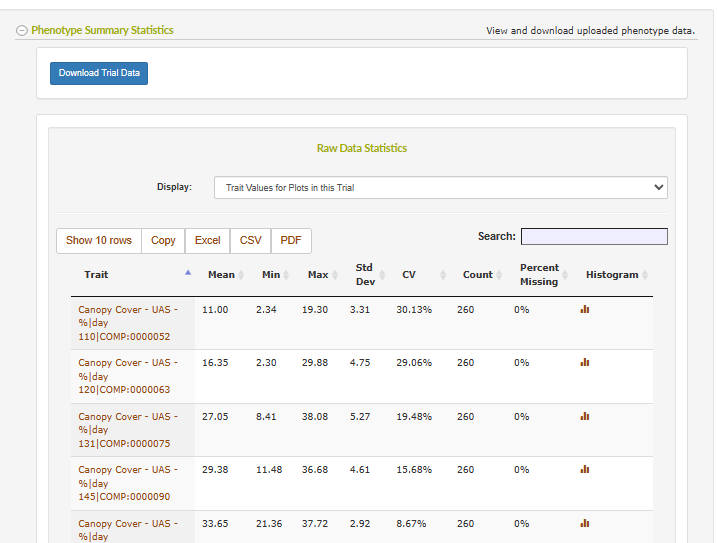 Phenotype Summary Statistics View and download uploaded phenotype data.
Download Trial Data
Raw Data Statistics
Display: Trait Values for Plots in this Trial
Show 10 rows Copy Excel CSV PDF Search:
Trait Mean Min Max Std Dev CV Count Percent Missing Histogram
Canopy Cover - UAS - 11.00 2.34 19.30 3.31 30.13% 260 0%
%|day
110|COMP:0000052
Canopy Cover - UAS - 16.35 2.30 29.88 4.75 29.06% 260 0%
%|day
120|COMP:0000063
Canopy Cover - UAS - 27.05 8.41 38.08 5.27 19.48% 260 0%
%|day
131|COMP:0000075
Canopy Cover - UAS - 29.38 11.48 36.68 4.61 15.68% 260 0%
%|day
145|COMP:0000090
Canopy Cover - UAS - 33.65 21.36 37.72 2.92 8.67% 260 0%
%|day